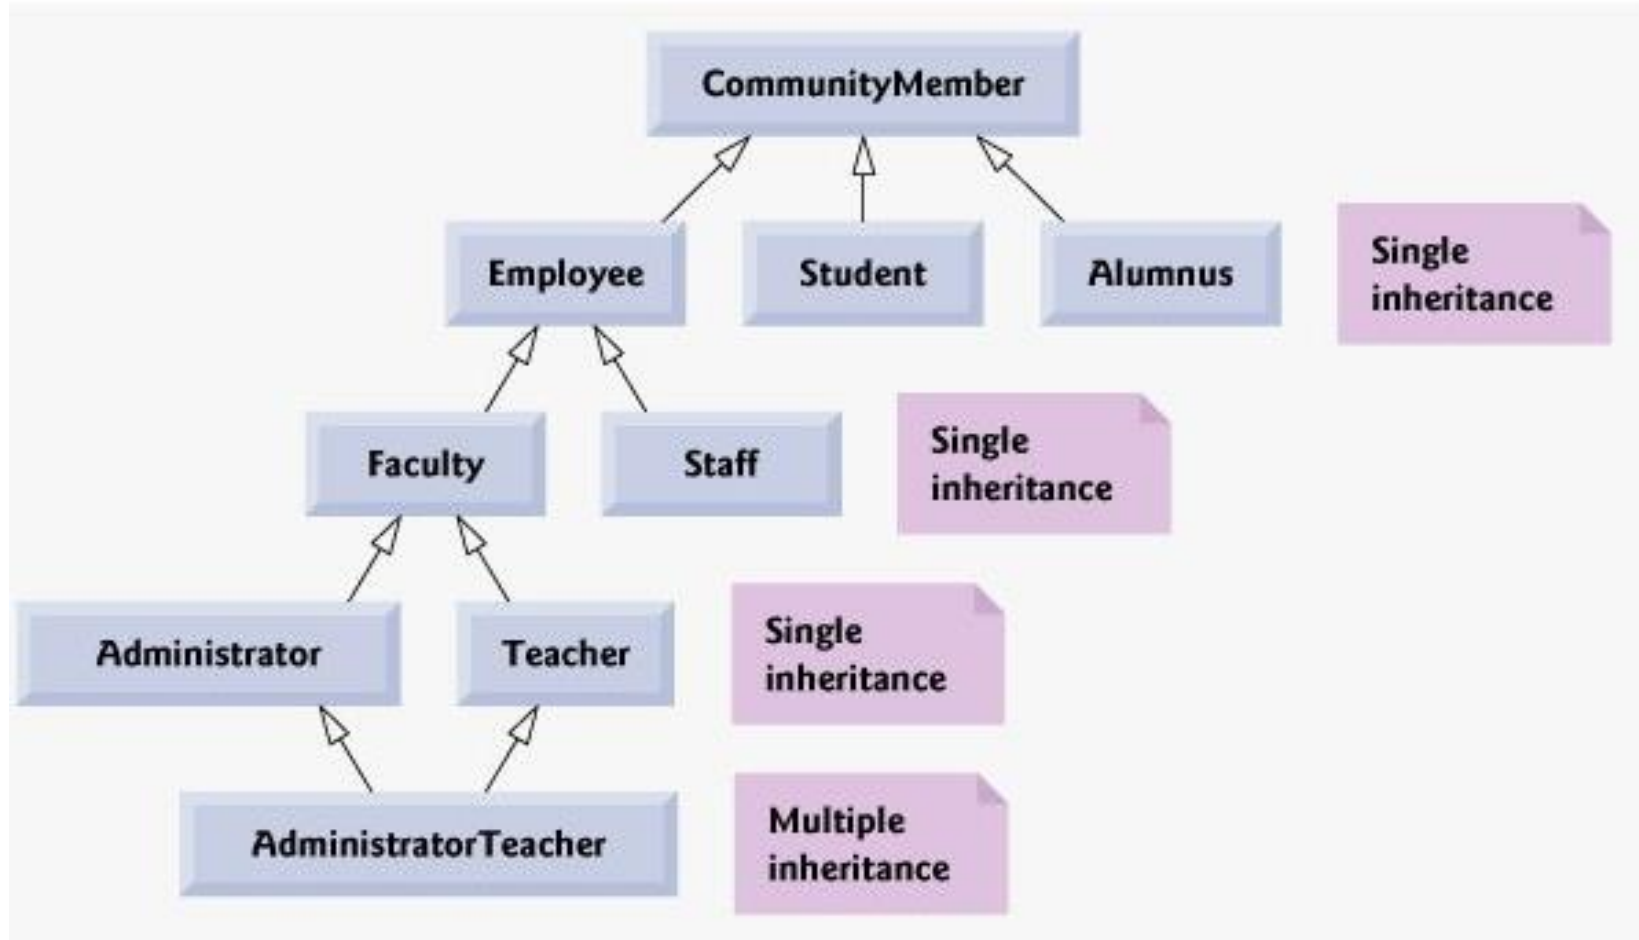 CommunityMember
Employee
Student
Alumnus
Single
inheritance
Faculty
Staff
Single
inheritance
Administrator
Teacher
Single
inheritance
AdministratorTeacher
Multiple
inheritance